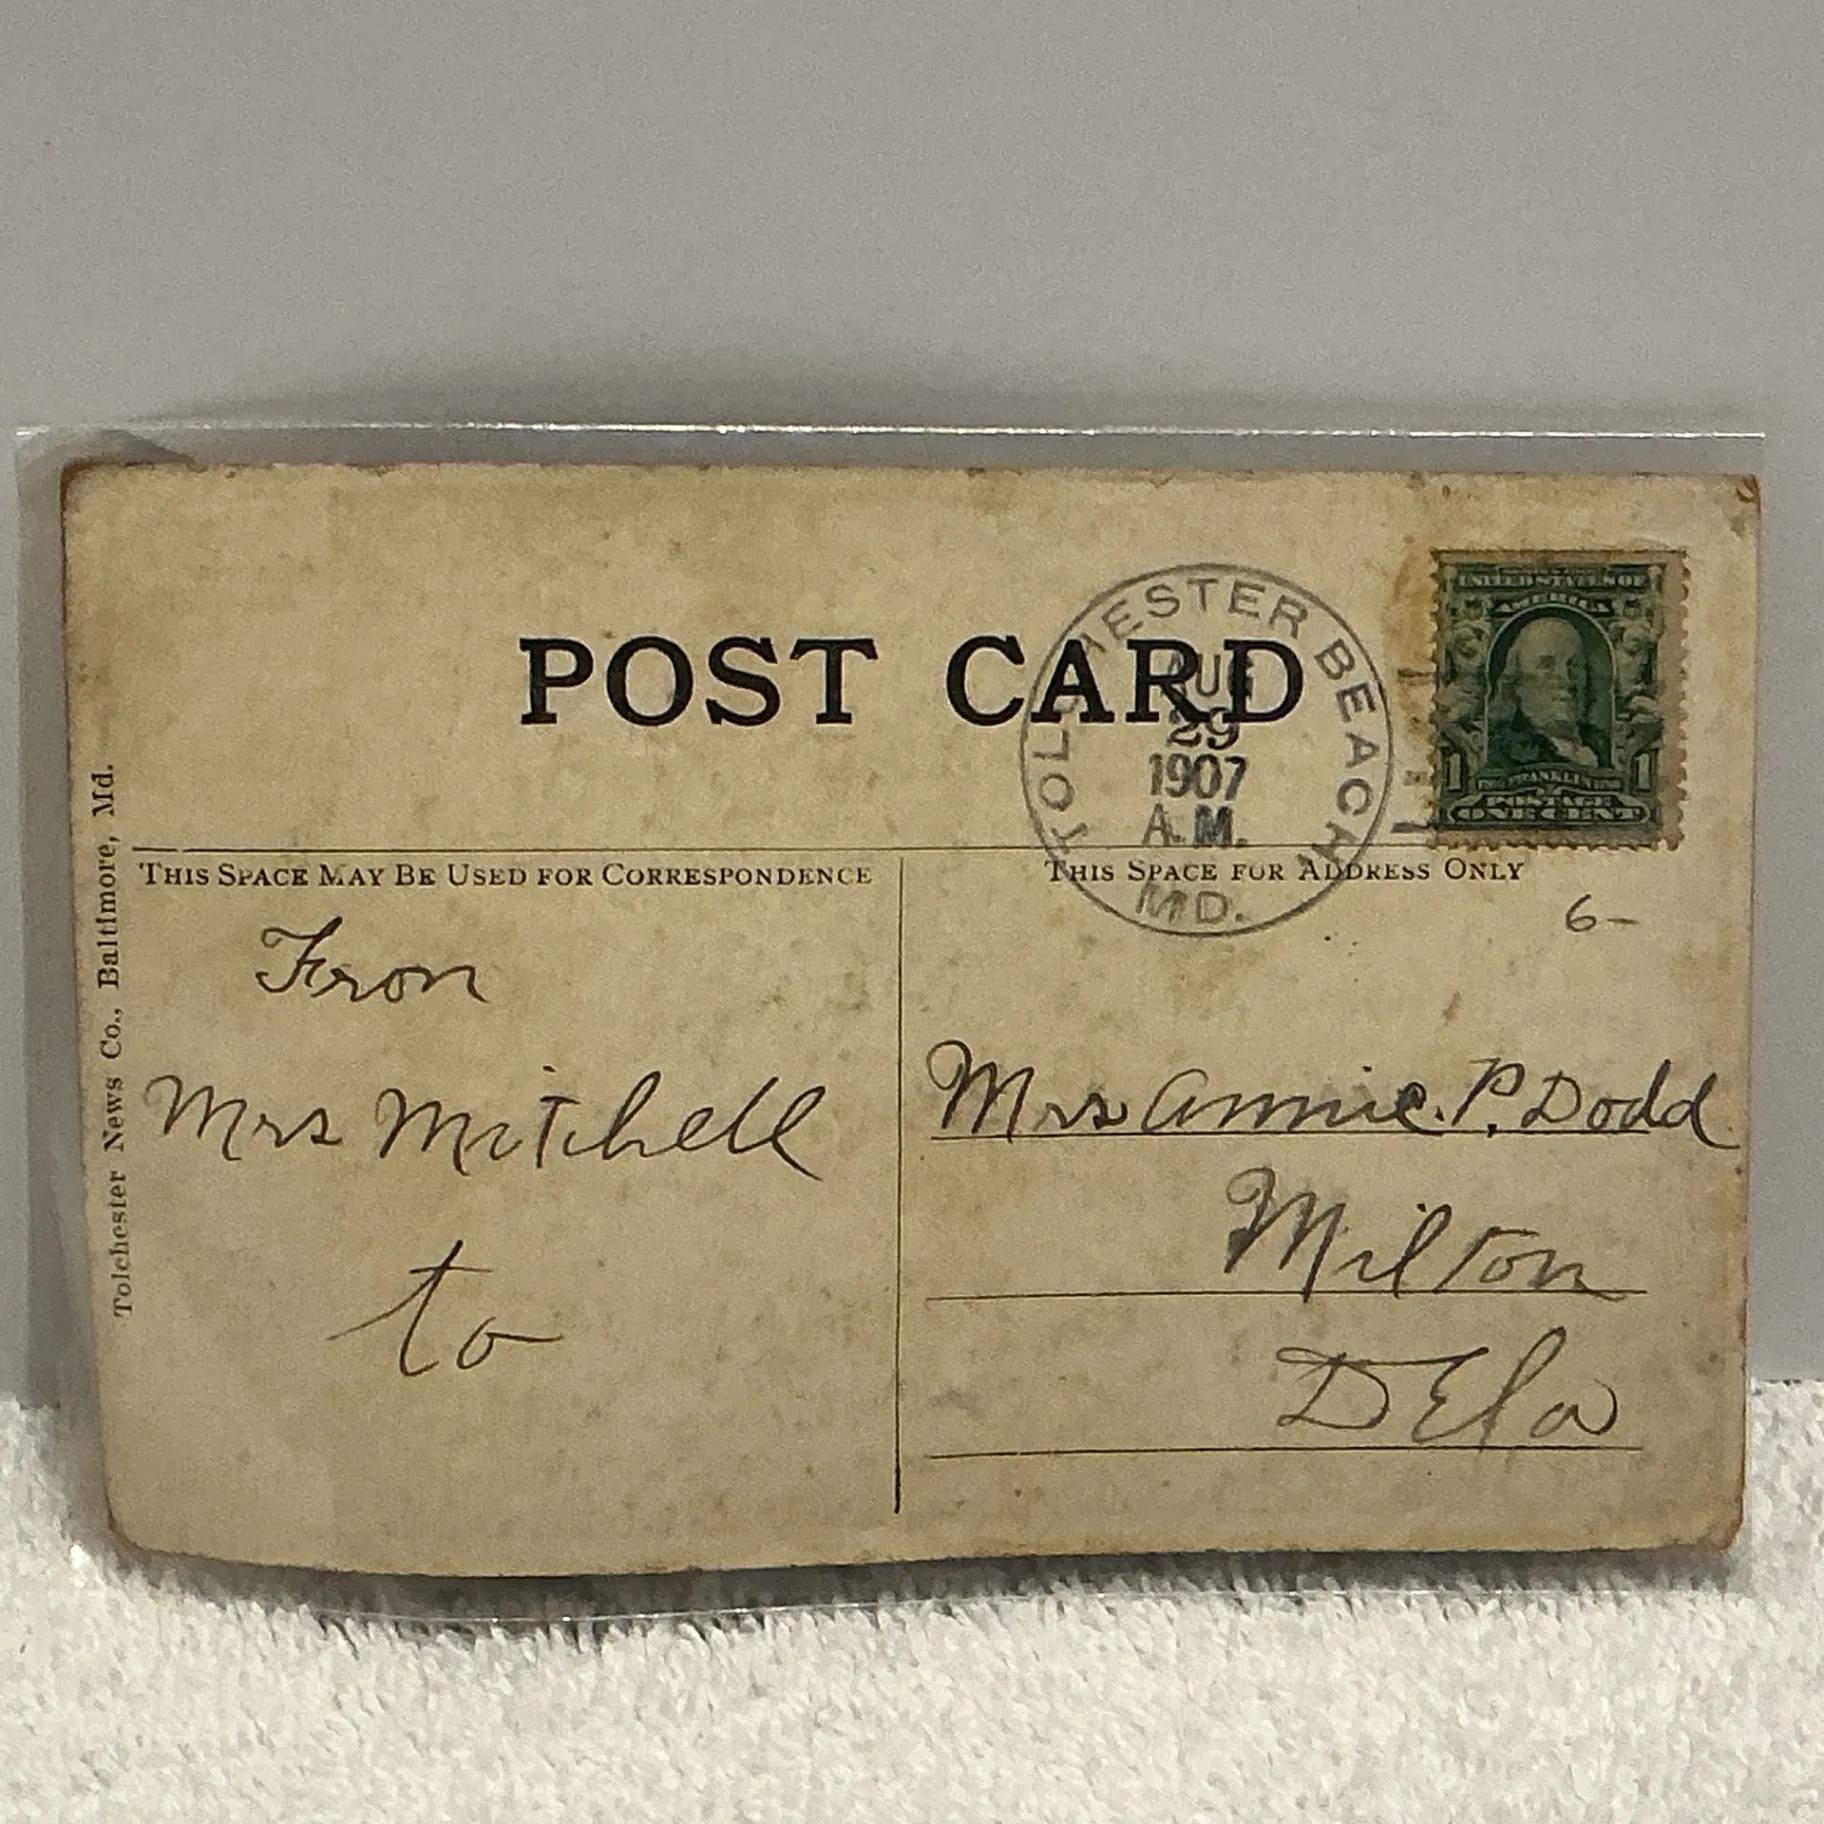 POST CARD
TOLCHESTER BEACH
AUG
29
1907
A.M.
MD.
UNITED STATES OF
AMERICA
1 FRANKLIN 1
POSTAGE
ONE CENT
THIS SPACE MAY BE USED FOR CORRESPONDENCE
THIS SPACE FOR ADDRESS ONLY
6-
Fron
Mrs Mitchell
to
Mrs Annie. P. Dodd
Milton
Dela
Tolchester News Co., Baltimore, Md.